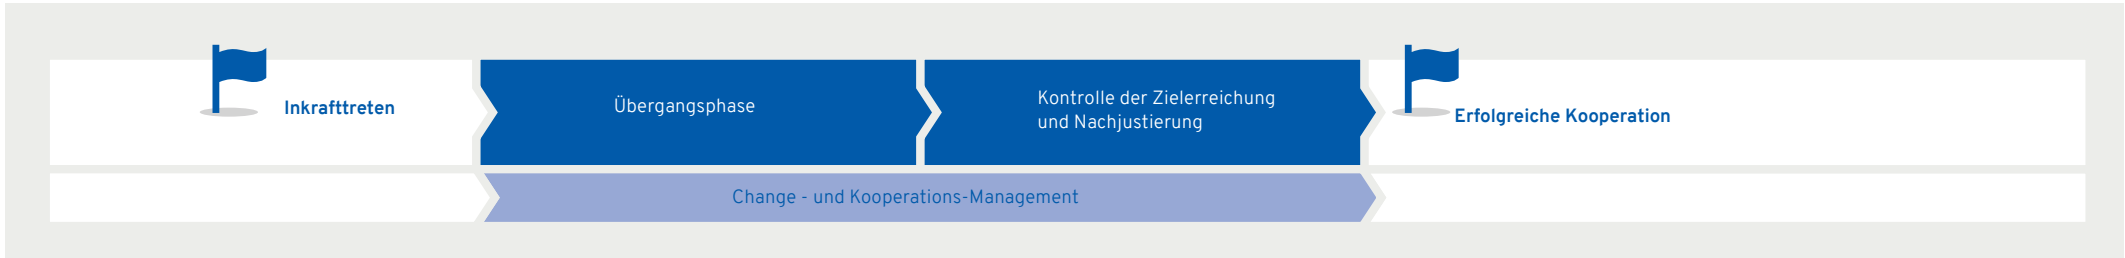 Inkrafttreten
Übergangsphase
Kontrolle der Zielerreichung
und Nachjustierung
Erfolgreiche Kooperation
Change - und Kooperations-Management